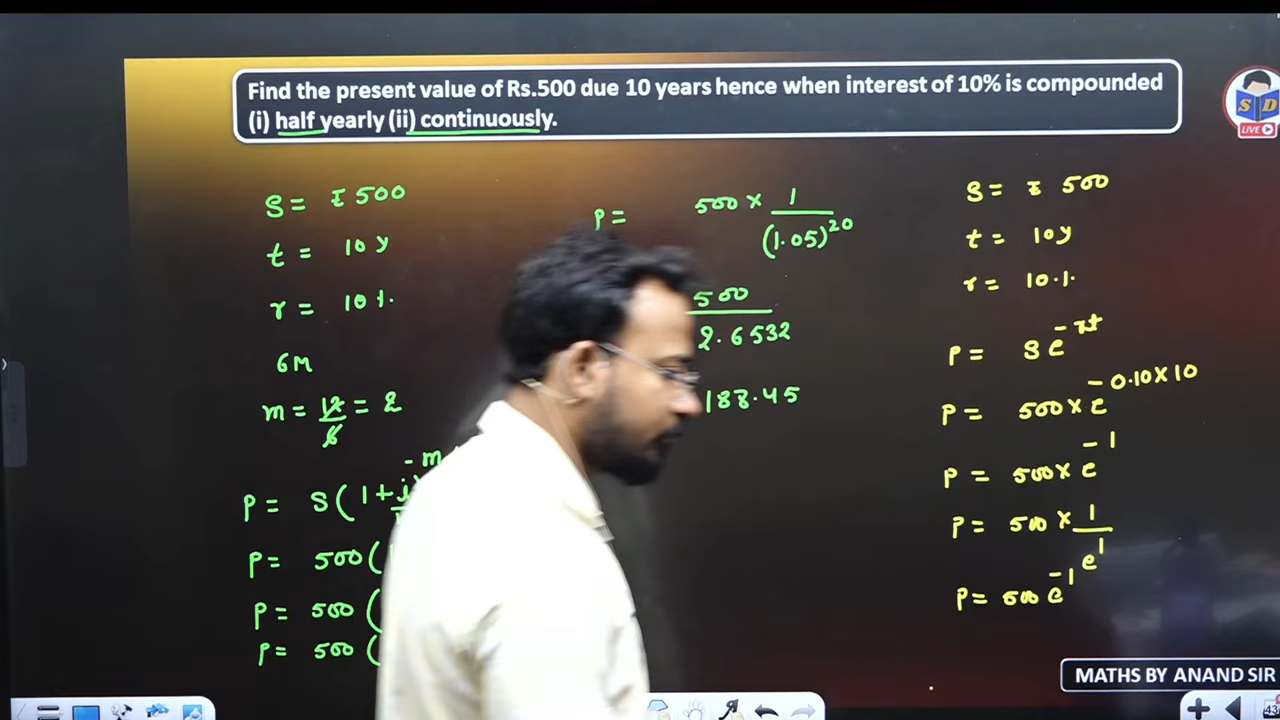 Find the present value of Rs.500 due 10 years hence when interest of 10% is compounded
(i) half yearly (ii) continuously.
S D
LIVE
S = ₹ 500
t = 10 y
r = 10 %
6M
m = 12/6 = 2
P = S ( 1 + j
P = 500 (
P = 500 (
P = 500 (
P = 500 × 1/(1.05)^20
500/2.6532
188.45
S = ₹ 500
t = 10y
r = 10 %
P = S e^-rt
P = 500 × e^-0.10×10
P = 500 × e^-1
P = 500 × 1/e^1
P = 500 e^-1
MATHS BY ANAND SIR
43